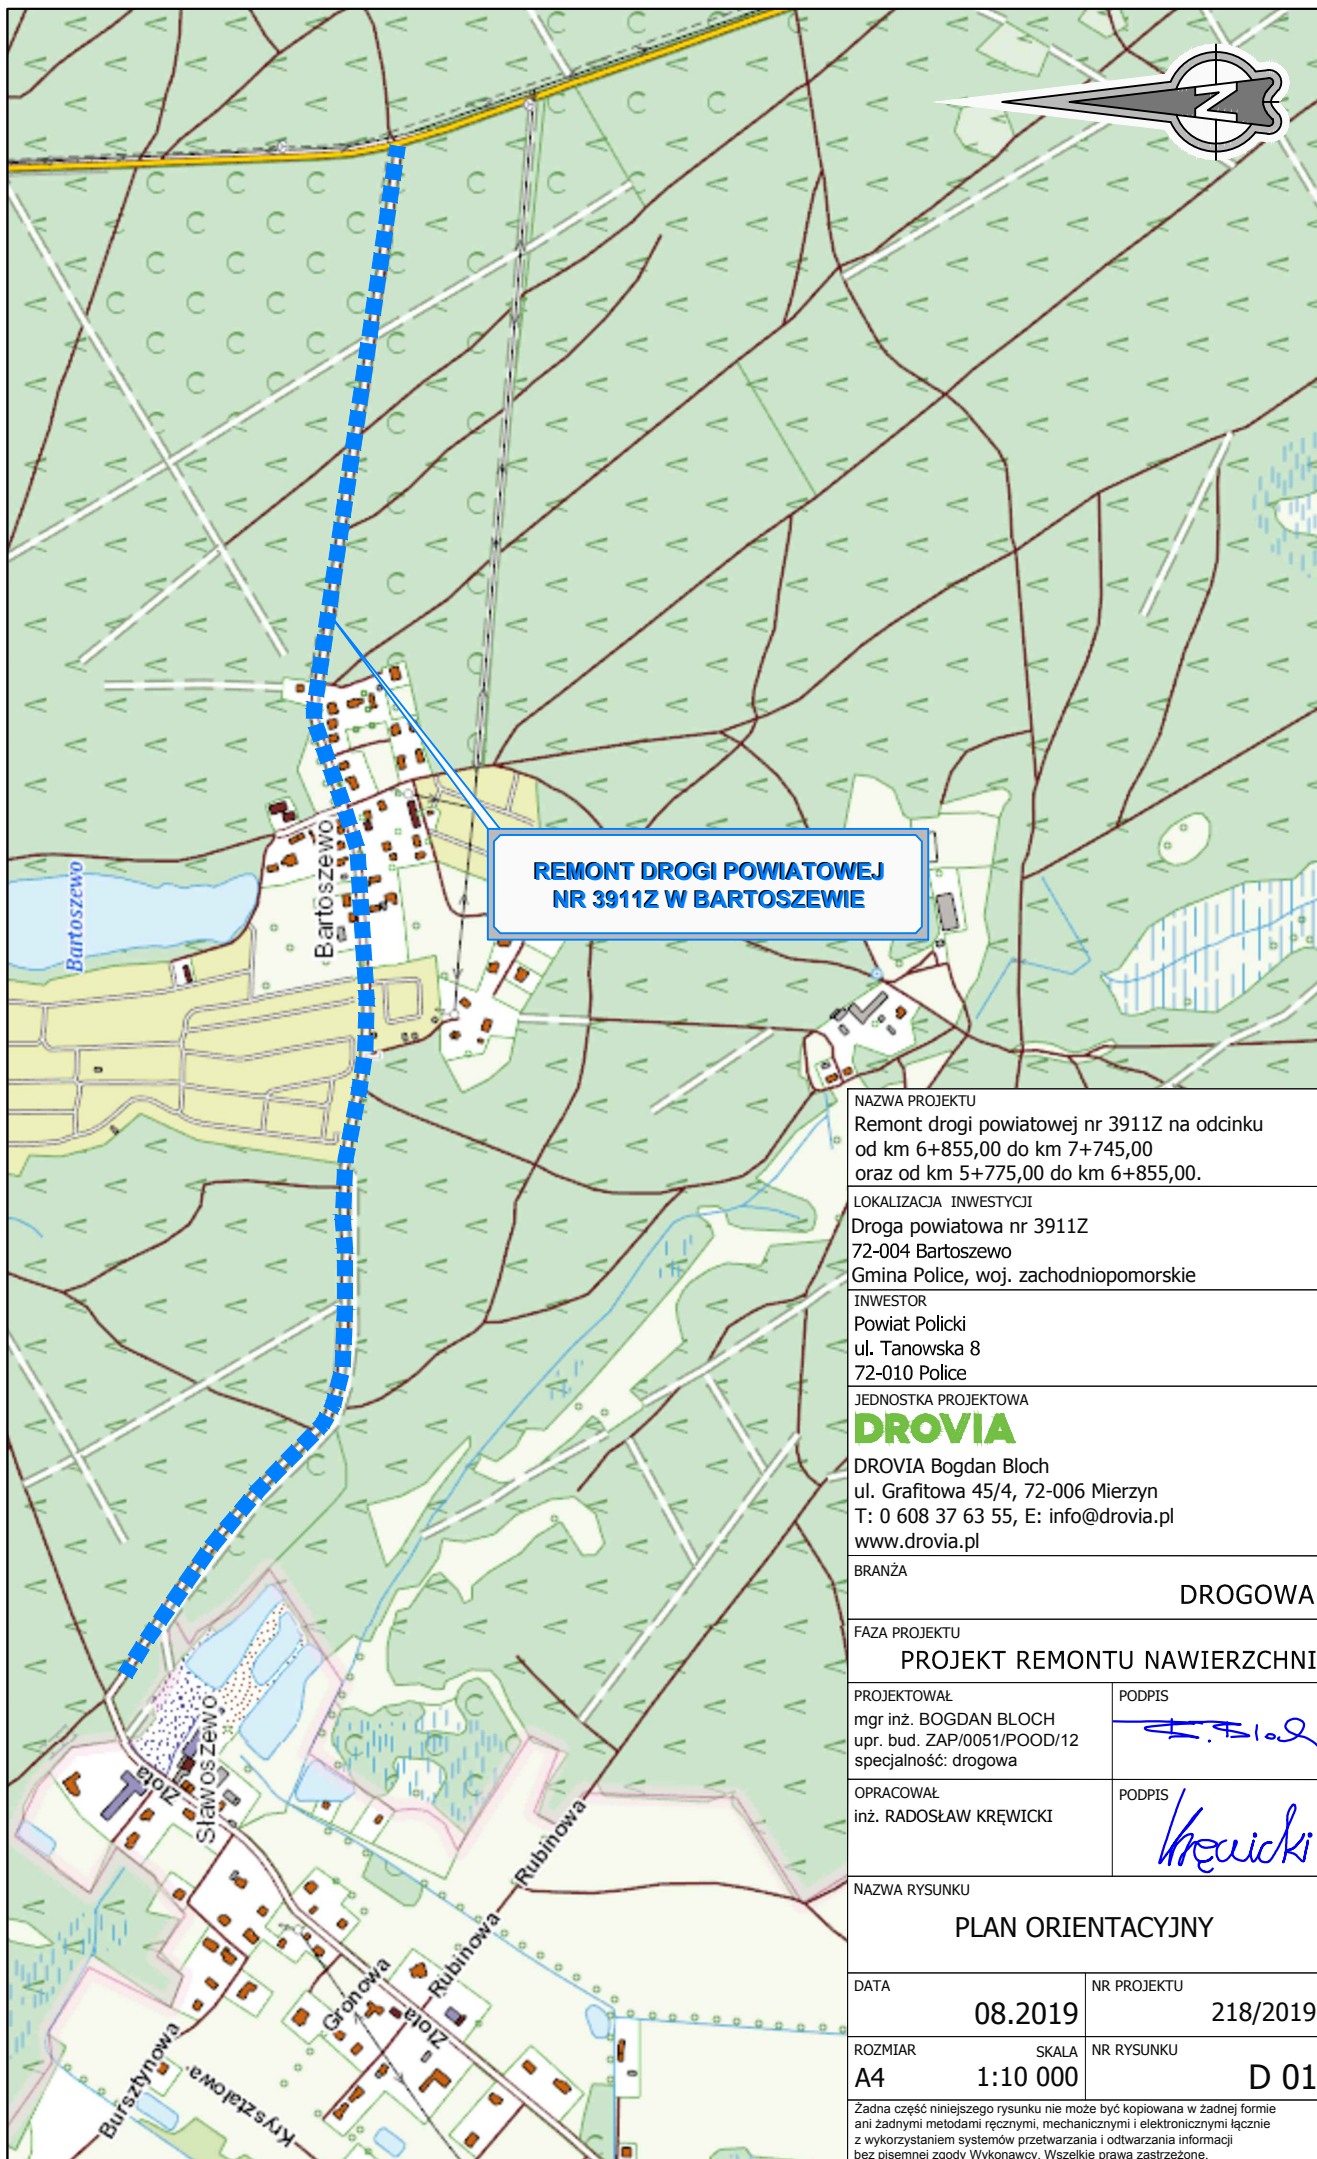 N
Bartoszewo
Bartoszewo
REMONT DROGI POWIATOWEJ
NR 3911Z W BARTOSZEWIE
Sławoszewo
Złota
Rubinowa
Rubinowa
Gronowa
Złota
Bursztynowa
Kryształowa
NAZWA PROJEKTU
Remont drogi powiatowej nr 3911Z na odcinku
od km 6+855,00 do km 7+745,00
oraz od km 5+775,00 do km 6+855,00.
LOKALIZACJA INWESTYCJI
Droga powiatowa nr 3911Z
72-004 Bartoszewo
Gmina Police, woj. zachodniopomorskie
INWESTOR
Powiat Policki
ul. Tanowska 8
72-010 Police
JEDNOSTKA PROJEKTOWA
DROVIA
DROVIA Bogdan Bloch
ul. Grafitowa 45/4, 72-006 Mierzyn
T: 0 608 37 63 55, E: info@drovia.pl
www.drovia.pl
BRANŻA
DROGOWA
FAZA PROJEKTU
PROJEKT REMONTU NAWIERZCHNI
PROJEKTOWAŁ
mgr inż. BOGDAN BLOCH
upr. bud. ZAP/0051/POOD/12
specjalność: drogowa
PODPIS
B. Bloch
OPRACOWAŁ
inż. RADOSŁAW KRĘWICKI
PODPIS
Kręwicki
NAZWA RYSUNKU
PLAN ORIENTACYJNY
DATA
08.2019
NR PROJEKTU
218/2019
ROZMIAR
A4
SKALA
1:10 000
NR RYSUNKU
D 01
Żadna część niniejszego rysunku nie może być kopiowana w żadnej formie
ani żadnymi metodami ręcznymi, mechanicznymi i elektronicznymi łącznie
z wykorzystaniem systemów przetwarzania i odtwarzania informacji
bez pisemnej zgody Wykonawcy. Wszelkie prawa zastrzeżone.